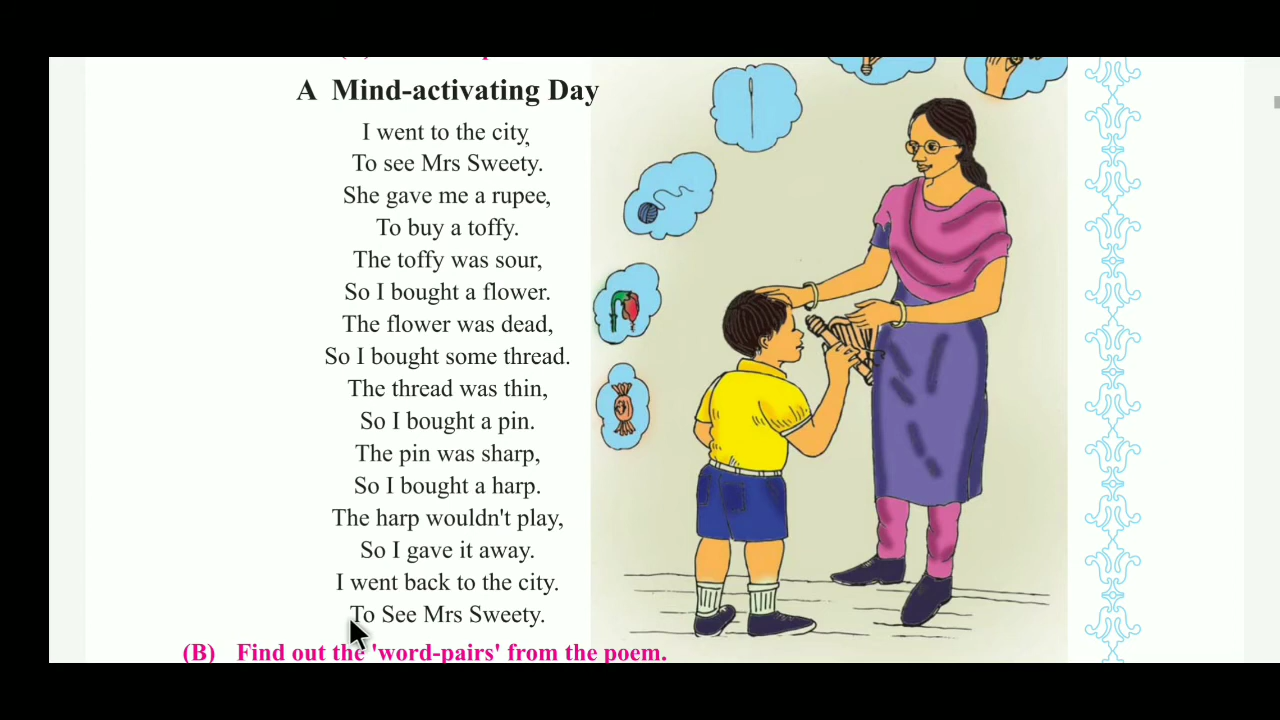 A Mind-activating Day
I went to the city,
To see Mrs Sweety.
She gave me a rupee,
To buy a toffy.
The toffy was sour,
So I bought a flower.
The flower was dead,
So I bought some thread.
The thread was thin,
So I bought a pin.
The pin was sharp,
So I bought a harp.
The harp wouldn't play,
So I gave it away.
I went back to the city.
To See Mrs Sweety.
(B) Find out the 'word-pairs' from the poem.